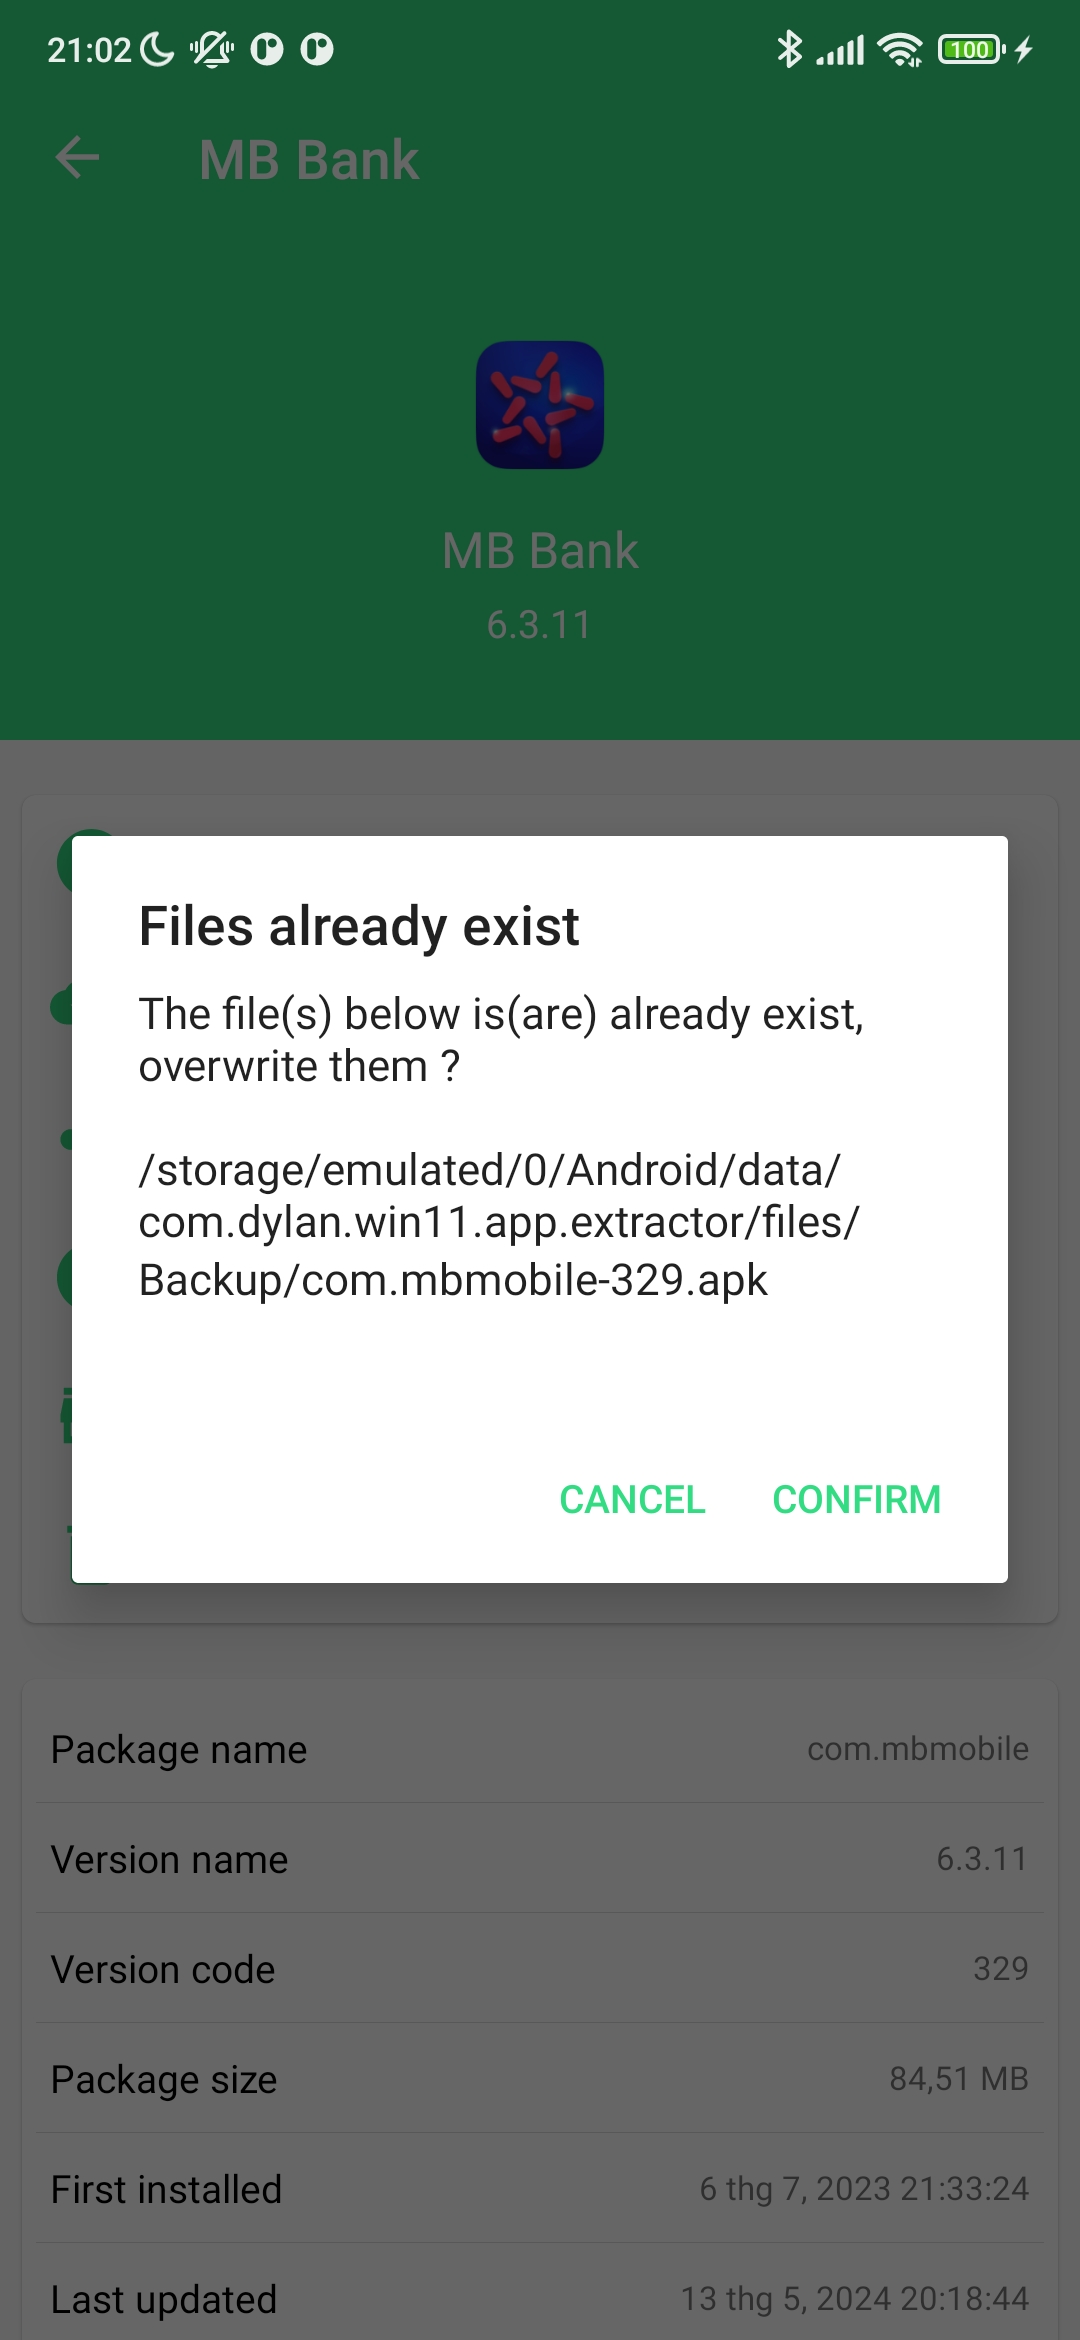 21:02
100
MB Bank
MB Bank
6.3.11
Files already exist
The file(s) below is(are) already exist,
overwrite them ?
/storage/emulated/0/Android/data/
com.dylan.win11.app.extractor/files/
Backup/com.mbmobile-329.apk
CANCEL CONFIRM
Package name com.mbmobile
Version name 6.3.11
Version code 329
Package size 84,51 MB
First installed 6 thg 7, 2023 21:33:24
Last updated 13 thg 5, 2024 20:18:44